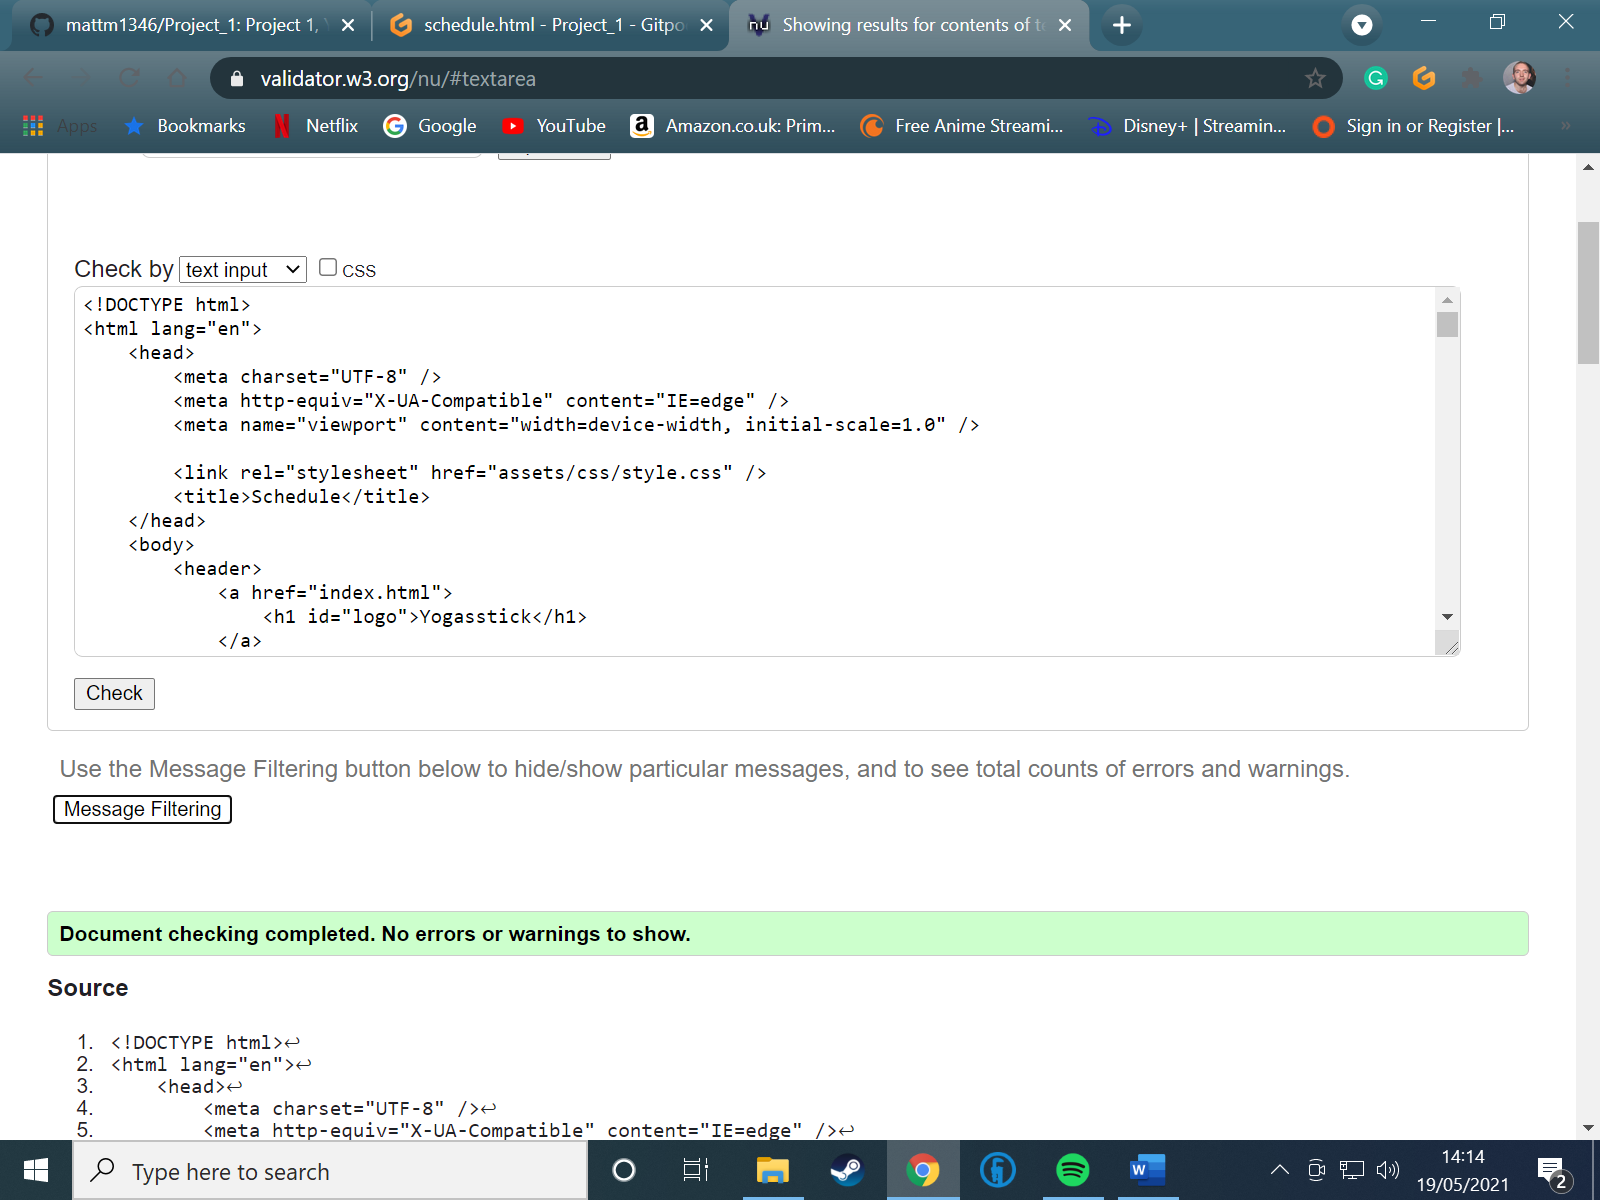 mattm1346/Project_1: Project 1,
schedule.html - Project_1 - Gitpo
nu Showing results for contents of te
validator.w3.org/nu/#textarea
Apps Bookmarks Netflix Google YouTube Amazon.co.uk: Prim... Free Anime Streami... Disney+ | Streamin... Sign in or Register |... »
Check by text input CSS
<!DOCTYPE html>
<html lang="en">
<head>
<meta charset="UTF-8" />
<meta http-equiv="X-UA-Compatible" content="IE=edge" />
<meta name="viewport" content="width=device-width, initial-scale=1.0" />
<link rel="stylesheet" href="assets/css/style.css" />
<title>Schedule</title>
</head>
<body>
<header>
<a href="index.html">
<h1 id="logo">Yogasstick</h1>
</a>
Check
Use the Message Filtering button below to hide/show particular messages, and to see total counts of errors and warnings.
Message Filtering
Document checking completed. No errors or warnings to show.
Source
1. <!DOCTYPE html>↩
2. <html lang="en">↩
3. <head>↩
4. <meta charset="UTF-8" />↩
5. <meta http-equiv="X-UA-Compatible" content="IE=edge" />↩
Type here to search
14:14
19/05/2021
2